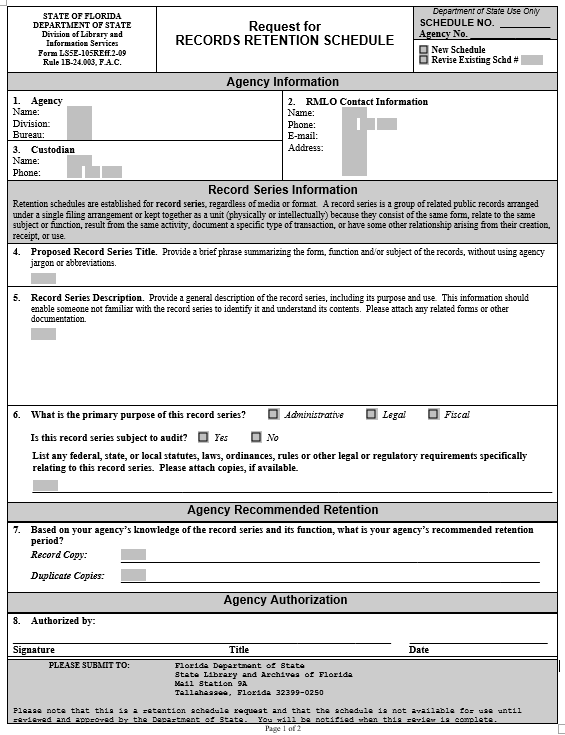 STATE OF FLORIDA
DEPARTMENT OF STATE
Division of Library and
Information Services
Form LS5E-105REff.2-09
Rule 1B-24.003, F.A.C.
Request for
RECORDS RETENTION SCHEDULE
Department of State Use Only
SCHEDULE NO.
Agency No.
New Schedule
Revise Existing Schd #
Agency Information
1. Agency
Name:
Division:
Bureau:
2. RMLO Contact Information
Name:
Phone:
E-mail:
Address:
3. Custodian
Name:
Phone:
Record Series Information
Retention schedules are established for record series, regardless of media or format. A record series is a group of related public records arranged
under a single filing arrangement or kept together as a unit (physically or intellectually) because they consist of the same form, relate to the same
subject or function, result from the same activity, document a specific type of transaction, or have some other relationship arising from their creation,
receipt, or use.
4. Proposed Record Series Title. Provide a brief phrase summarizing the form, function and/or subject of the records, without using agency
jargon or abbreviations.
5. Record Series Description. Provide a general description of the record series, including its purpose and use. This information should
enable someone not familiar with the record series to identify it and understand its contents. Please attach any related forms or other
documentation.
6. What is the primary purpose of this record series? Administrative Legal Fiscal
Is this record series subject to audit? Yes No
List any federal, state, or local statutes, laws, ordinances, rules or other legal or regulatory requirements specifically
relating to this record series. Please attach copies, if available.
Agency Recommended Retention
7. Based on your agency's knowledge of the record series and its function, what is your agency's recommended retention
period?
Record Copy:
Duplicate Copies:
Agency Authorization
8. Authorized by:
Signature Title Date
PLEASE SUBMIT TO: Florida Department of State
State Library and Archives of Florida
Mail Station 9A
Tallahassee, Florida 32399-0250
Please note that this is a retention schedule request and that the schedule is not available for use until
reviewed and approved by the Department of State. You will be notified when this review is complete.
Page 1 of 2